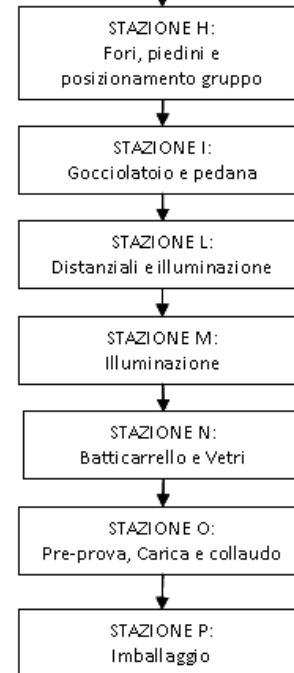 STAZIONE H:
Fori, piedini e
posizionamento gruppo
STAZIONE I:
Gocciolatoio e pedana
STAZIONE L:
Distanziali e illuminazione
STAZIONE M:
Illuminazione
STAZIONE N:
Batticarrello e Vetri
STAZIONE O:
Pre-prova, Carica e collaudo
STAZIONE P:
Imballaggio